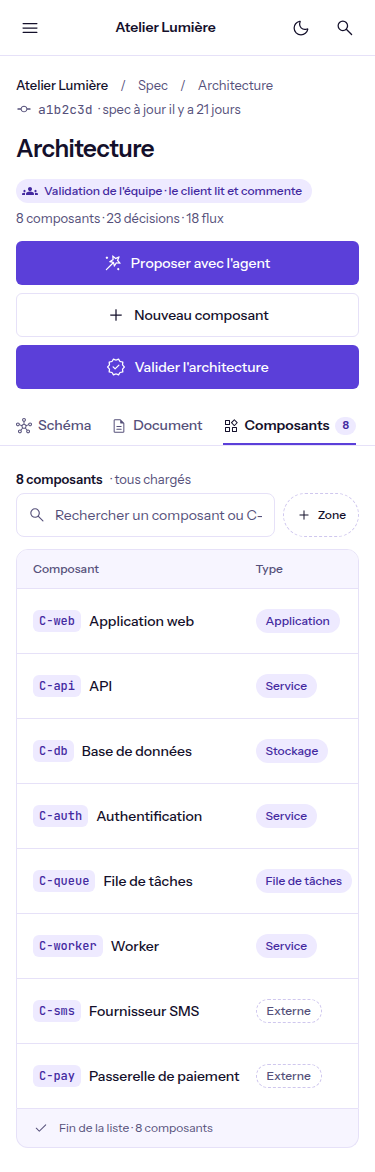 Atelier Lumière
Atelier Lumière / Spec / Architecture
a1b2c3d · spec à jour il y a 21 jours
Architecture
Validation de l'équipe · le client lit et commente
8 composants · 23 décisions · 18 flux
Proposer avec l'agent
Nouveau composant
Valider l'architecture
Schéma Document Composants 8
8 composants · tous chargés
Rechercher un composant ou C- Zone
Composant Type
C-web Application web Application
C-api API Service
C-db Base de données Stockage
C-auth Authentification Service
C-queue File de tâches File de tâches
C-worker Worker Service
C-sms Fournisseur SMS Externe
C-pay Passerelle de paiement Externe
Fin de la liste · 8 composants